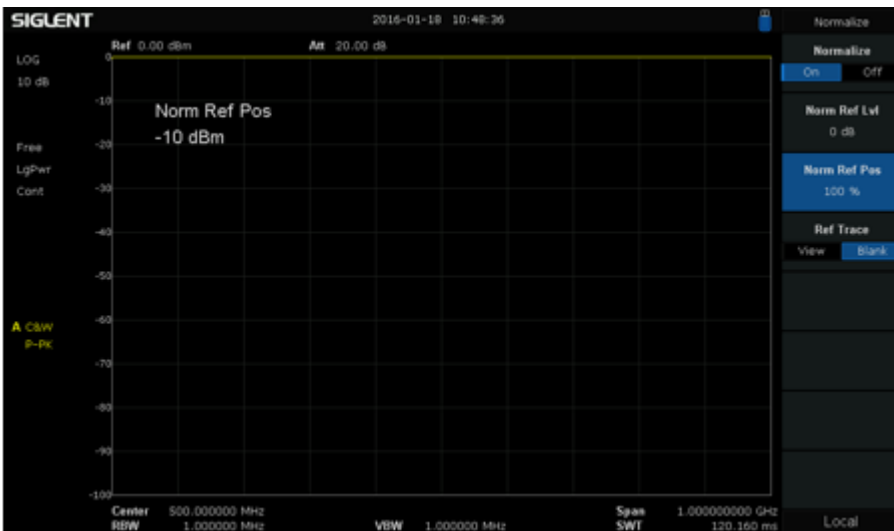 SIGLENT 2016-01-18 10:48:36 Normalize
Ref 0.00 dBm Att 20.00 dB
LOG
10 dB
Free
LgPwr
Cont
A C&W
P-PK
0
-10
-20
-30
-40
-50
-60
-70
-80
-90
-100
Norm Ref Pos
-10 dBm
Normalize
On Off
Norm Ref Lvl
0 dB
Norm Ref Pos
100 %
Ref Trace
View Blank
Center 500.000000 MHz Span 1.000000000 GHz
RBW 1.000000 MHz VBW 1.000000 MHz SWT 120.160 ms
Local